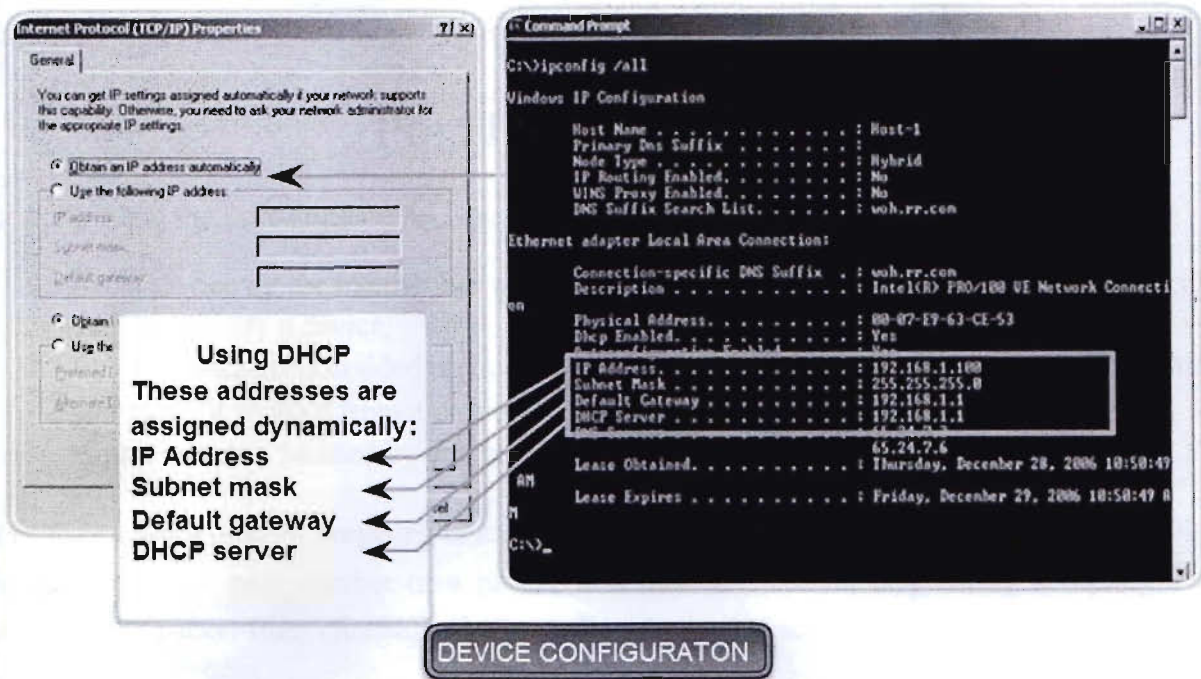 Internet Protocol (TCP/IP) Properties
General
You can get IP settings assigned automatically if your network supports
this capability. Otherwise, you need to ask your network administrator for
the appropriate IP settings.
Obtain an IP address automatically
Use the following IP address:
IP address:
Subnet mask:
Default gateway:
Obtain
Use the
Using DHCP
These addresses are
assigned dynamically:
IP Address
Subnet mask
Default gateway
DHCP server
Command Prompt
C:\>ipconfig /all
Windows IP Configuration
Host Name . . . . . . . . . . . . : Host-1
Primary Dns Suffix . . . . . . . :
Node Type . . . . . . . . . . . . : Hybrid
IP Routing Enabled. . . . . . . . : No
WINS Proxy Enabled. . . . . . . . : No
DNS Suffix Search List. . . . . . : woh.rr.com
Ethernet adapter Local Area Connection:
Connection-specific DNS Suffix . : woh.rr.com
Description . . . . . . . . . . . : Intel(R) PRO/100 VE Network Connecti
on
Physical Address. . . . . . . . . : 00-07-E9-63-CE-53
Dhcp Enabled. . . . . . . . . . . : Yes
Autoconfiguration Enabled . . . . : Yes
IP Address. . . . . . . . . . . . : 192.168.1.100
Subnet Mask . . . . . . . . . . . : 255.255.255.0
Default Gateway . . . . . . . . . : 192.168.1.1
DHCP Server . . . . . . . . . . . : 192.168.1.1
DNS Servers . . . . . . . . . . . :
65.24.7.6
Lease Obtained. . . . . . . . . . : Thursday, December 28, 2006 10:50:49
AM
Lease Expires . . . . . . . . . . : Friday, December 29, 2006 10:50:49 A
M
C:\>_
DEVICE CONFIGURATON